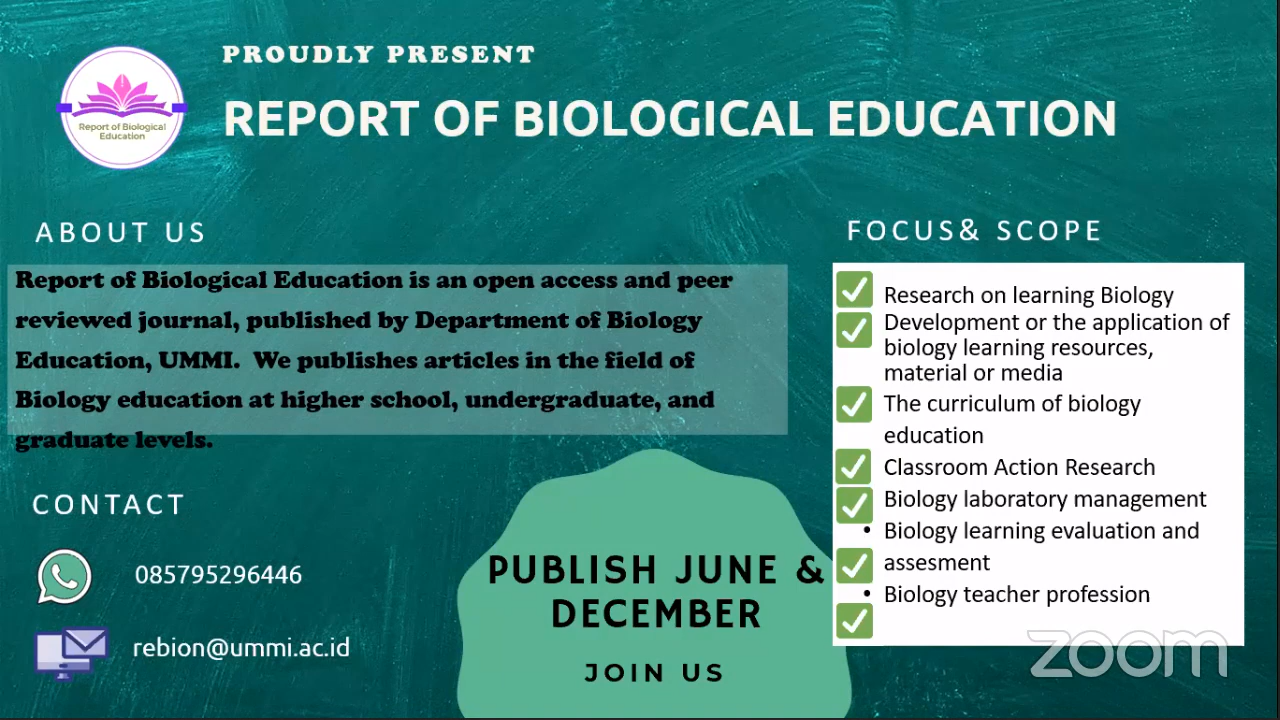 PROUDLY PRESENT
REPORT OF BIOLOGICAL EDUCATION
Report of Biological
Education
ABOUT US
Report of Biological Education is an open access and peer
reviewed journal, published by Department of Biology
Education, UMMI.  We publishes articles in the field of
Biology education at higher school, undergraduate, and
graduate levels.
CONTACT
085795296446
rebion@ummi.ac.id
PUBLISH JUNE &
DECEMBER
JOIN US
FOCUS& SCOPE
Research on learning Biology
Development or the application of
biology learning resources,
material or media
The curriculum of biology
education
Classroom Action Research
Biology laboratory management
• Biology learning evaluation and
assesment
• Biology teacher profession
zoom